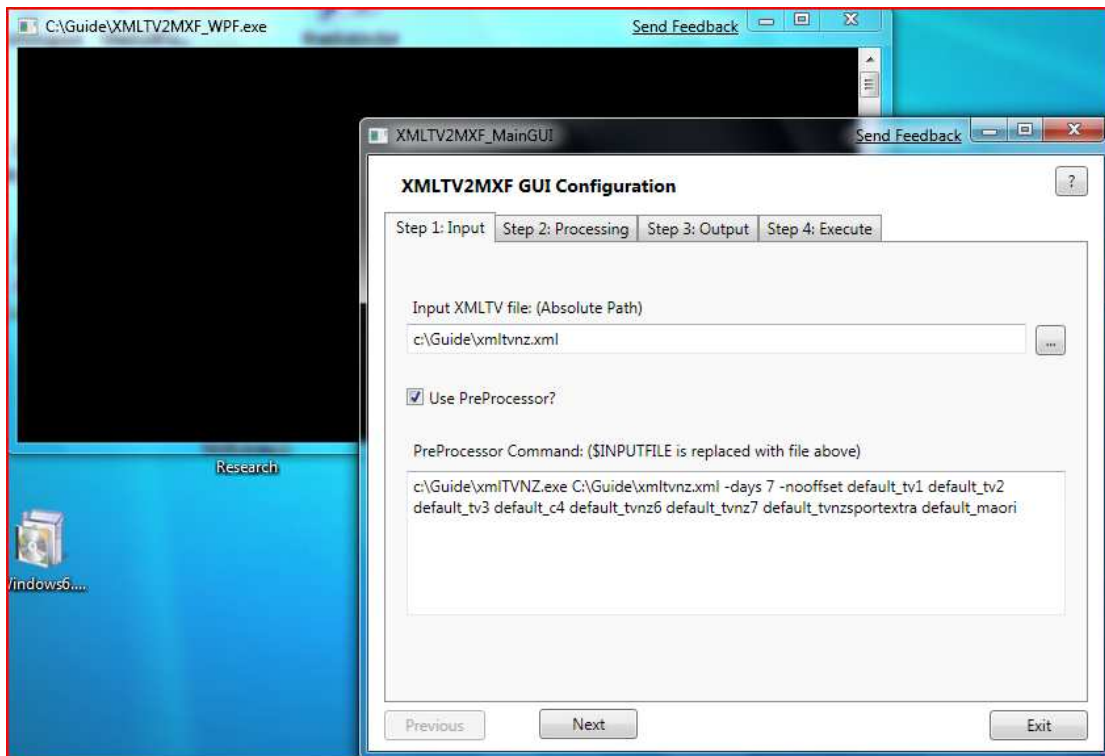 C:\Guide\XMLTV2MXF_WPF.exe
Send Feedback
XMLTV2MXF_MainGUI
Send Feedback
XMLTV2MXF GUI Configuration
?
Step 1: Input
Step 2: Processing
Step 3: Output
Step 4: Execute
Input XMLTV file: (Absolute Path)
c:\Guide\xmltvnz.xml
...
Use PreProcessor?
PreProcessor Command: ($INPUTFILE is replaced with file above)
c:\Guide\xmlTVNZ.exe C:\Guide\xmltvnz.xml -days 7 -nooffset default_tv1 default_tv2
default_tv3 default_c4 default_tvnz6 default_tvnz7 default_tvnzsportextra default_maori
Previous
Next
Exit
Research
Windows6....